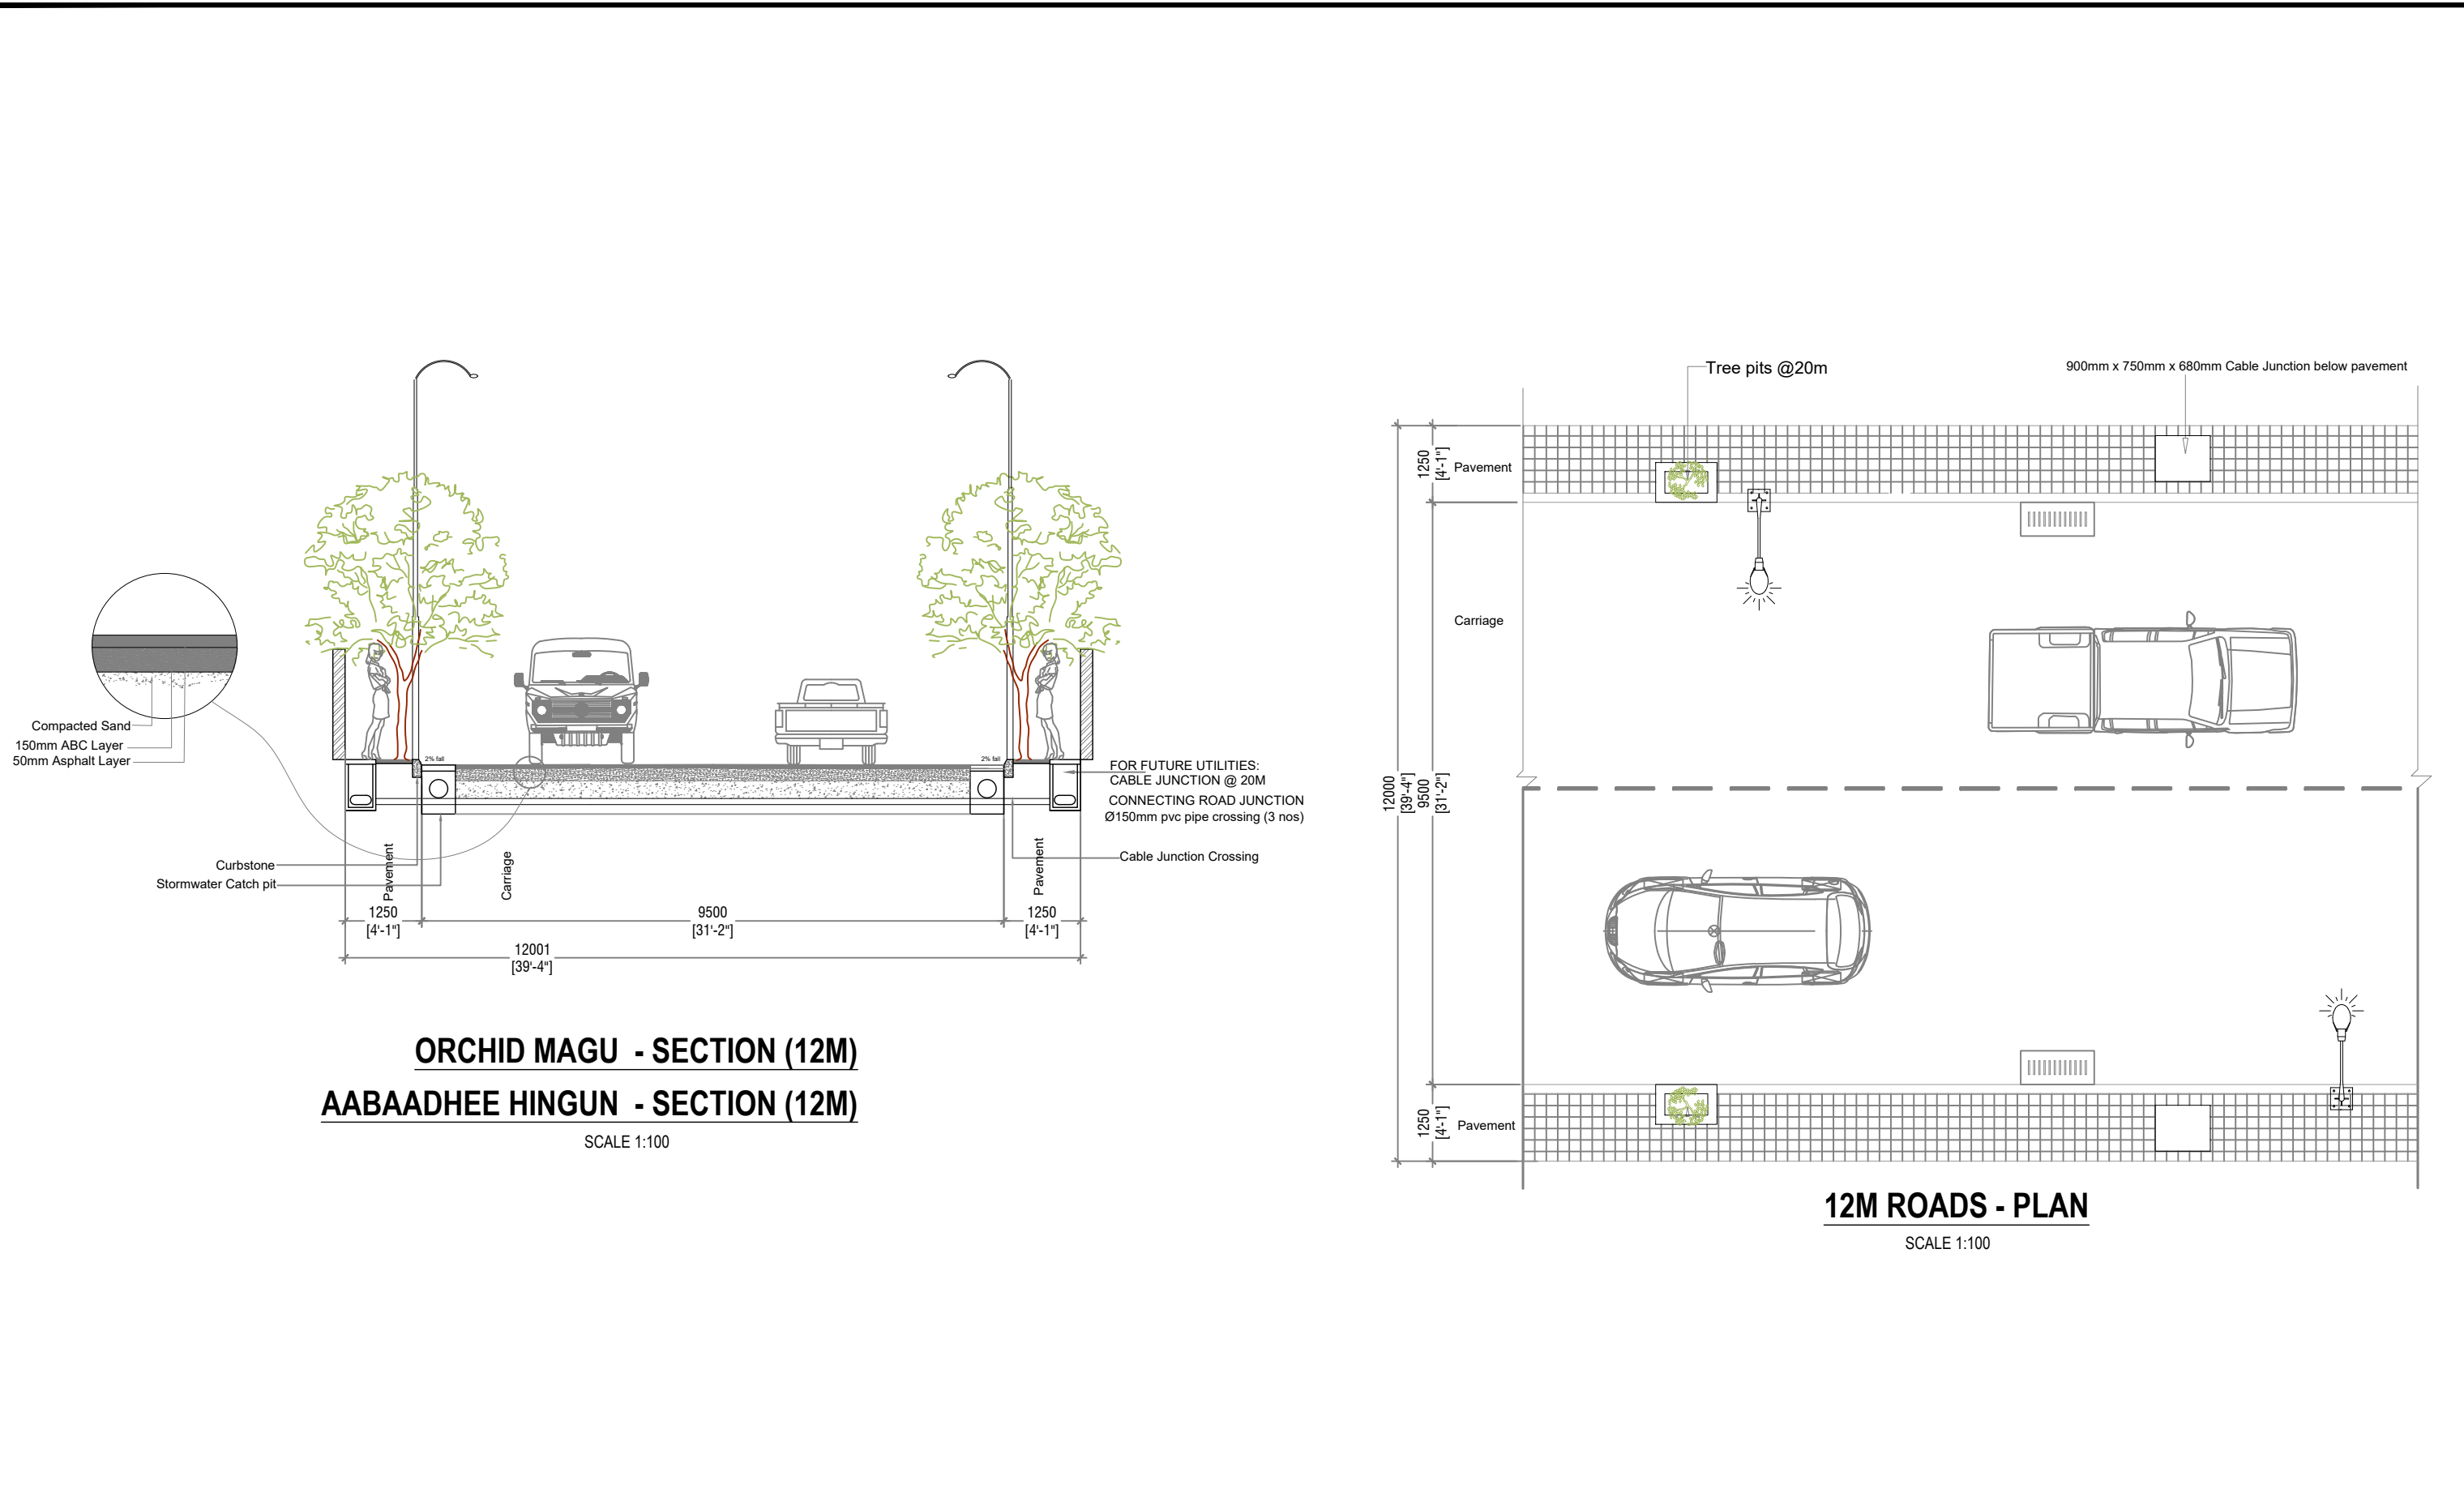 Compacted Sand
150mm ABC Layer
50mm Asphalt Layer
2% fall
2% fall
FOR FUTURE UTILITIES:
CABLE JUNCTION @ 20M
CONNECTING ROAD JUNCTION
Ø150mm pvc pipe crossing (3 nos)
Cable Junction Crossing
Curbstone
Stormwater Catch pit
Pavement
Carriage
Pavement
1250
[4'-1"]
9500
[31'-2"]
1250
[4'-1"]
12001
[39'-4"]
ORCHID MAGU - SECTION (12M)
AABAADHEE HINGUN - SECTION (12M)
SCALE 1:100
Tree pits @20m
900mm x 750mm x 680mm Cable Junction below pavement
1250
[4'-1"]
Pavement
Carriage
12000
[39'-4"]
9500
[31'-2"]
1250
[4'-1"]
Pavement
12M ROADS - PLAN
SCALE 1:100